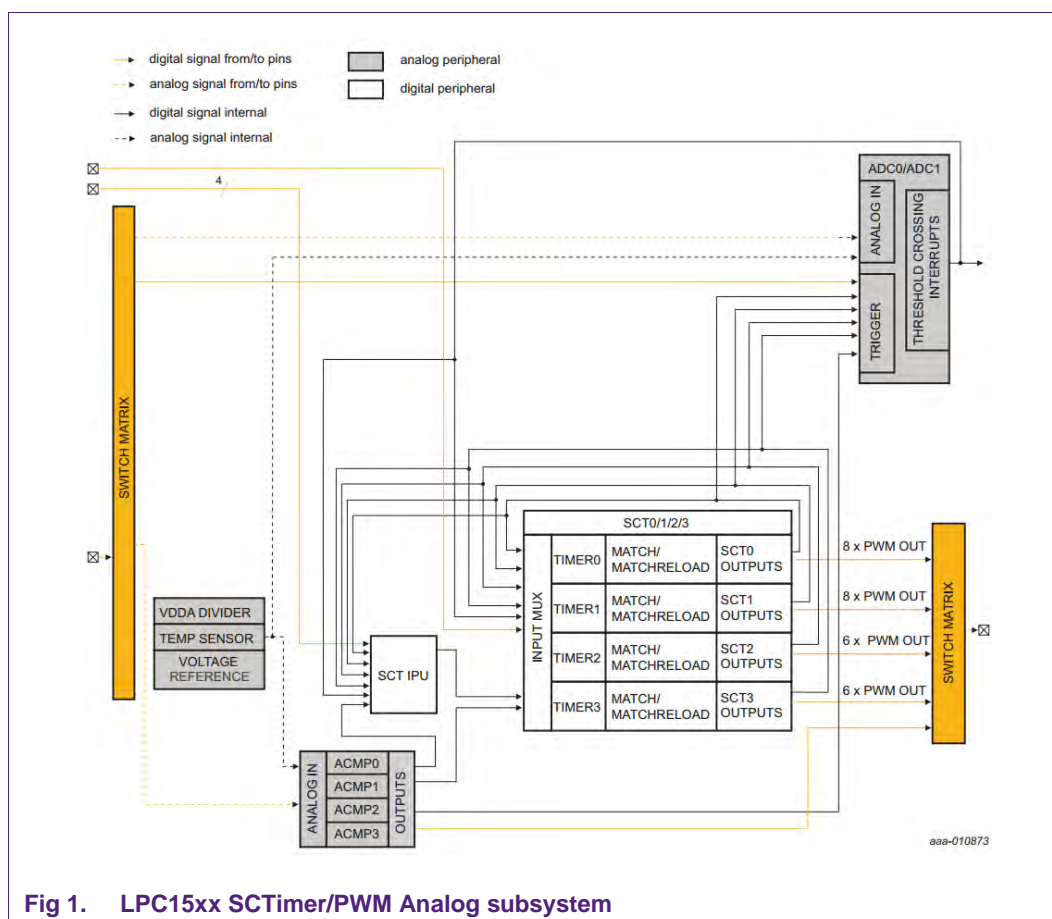 digital signal from/to pins
analog signal from/to pins
digital signal internal
analog signal internal
analog peripheral
digital peripheral
4
SWITCH MATRIX
ADC0/ADC1
ANALOG IN
TRIGGER
THRESHOLD CROSSING
INTERRUPTS
VDDA DIVIDER
TEMP SENSOR
VOLTAGE
REFERENCE
SCT IPU
SCT0/1/2/3
INPUT MUX
TIMER0
MATCH/
MATCHRELOAD
SCT0
OUTPUTS
TIMER1
MATCH/
MATCHRELOAD
SCT1
OUTPUTS
TIMER2
MATCH/
MATCHRELOAD
SCT2
OUTPUTS
TIMER3
MATCH/
MATCHRELOAD
SCT3
OUTPUTS
8 x PWM OUT
8 x PWM OUT
6 x PWM OUT
6 x PWM OUT
SWITCH MATRIX
ANALOG IN
ACMP0
ACMP1
ACMP2
ACMP3
OUTPUTS
aaa-010873
Fig 1. LPC15xx SCTimer/PWM Analog subsystem